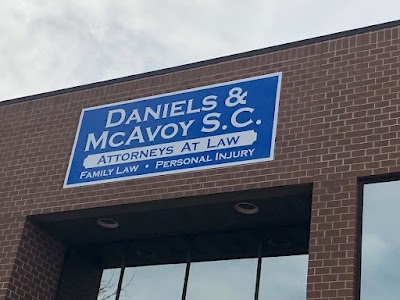 DANIELS &
MCAVOY S.C.
ATTORNEYS AT LAW
FAMILY LAW • PERSONAL INJURY